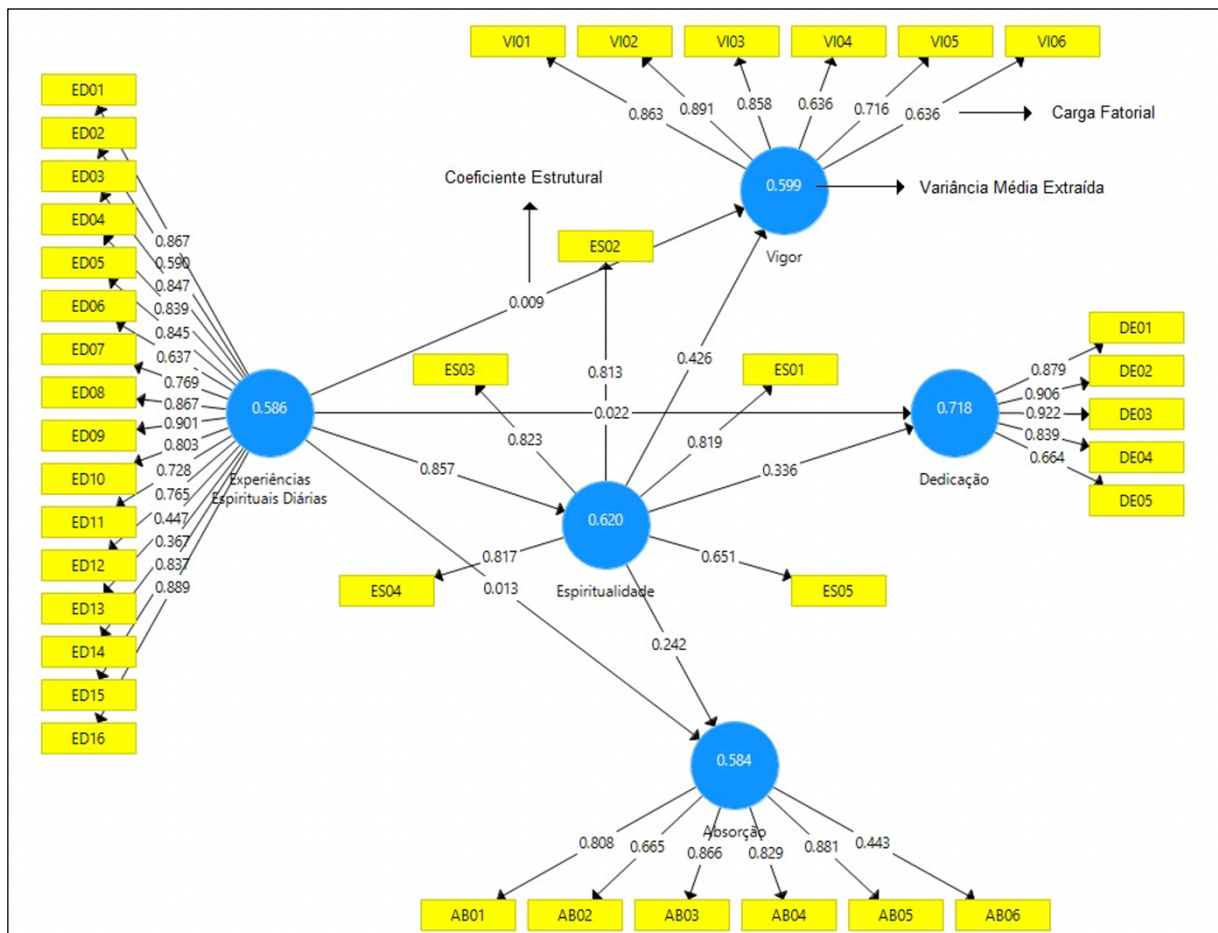 VI01 VI02 VI03 VI04 VI05 VI06
0.863 0.891 0.858 0.636 0.716 0.636
Carga Fatorial
0.599
Variância Média Extraída
Vigor
Coeficiente Estrutural
ED01
ED02
ED03
ED04
ED05
ED06
ED07
ED08
ED09
ED10
ED11
ED12
ED13
ED14
ED15
ED16
0.867
0.590
0.847
0.839
0.845
0.637
0.769
0.867
0.901
0.803
0.728
0.765
0.447
0.367
0.837
0.889
0.586
Experiências
Espirituais Diárias
0.009
0.022
0.857
0.013
ES02
ES03
ES01
ES04
ES05
0.813
0.823
0.819
0.817
0.651
0.620
Espiritualidade
0.426
0.336
0.242
0.718
Dedicação
0.879
0.906
0.922
0.839
0.664
DE01
DE02
DE03
DE04
DE05
0.584
Absorção
0.808 0.665 0.866 0.829 0.881 0.443
AB01 AB02 AB03 AB04 AB05 AB06